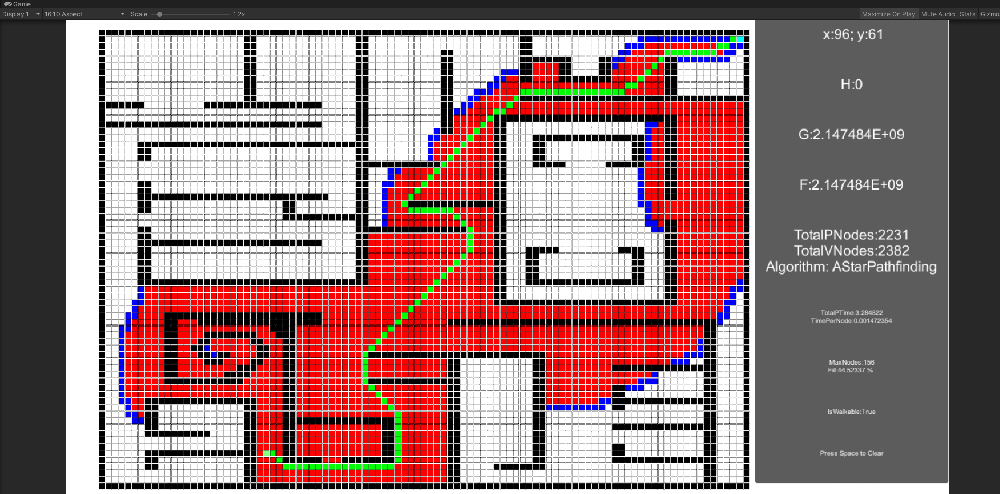 Game
Display 1
16:10 Aspect
Scale
1.2x
Maximize On Play
Mute Audio
Stats
Gizmo
x:96; y:61
H:0
G:2.147484E+09
F:2.147484E+09
TotalPNodes:2231
TotalVNodes:2382
Algorithm: AStarPathfinding
TotalPTime:3.284822
TimePerNode:0.001472354
MaxNodes:156
Fill:44.52337 %
IsWalkable:True
Press Space to Clear